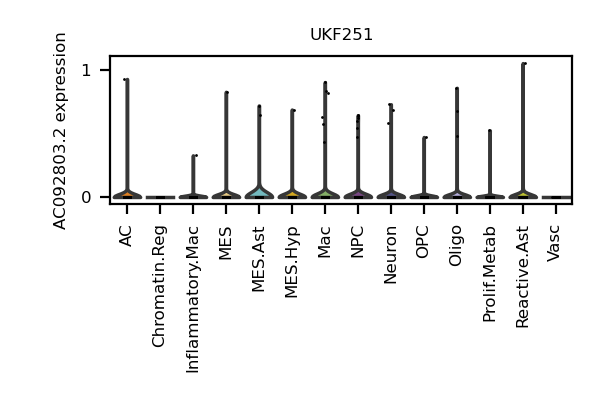 UKF251
AC092803.2 expression
1
0
AC
Chromatin.Reg
Inflammatory.Mac
MES
MES.Ast
MES.Hyp
Mac
NPC
Neuron
OPC
Oligo
Prolif.Metab
Reactive.Ast
Vasc